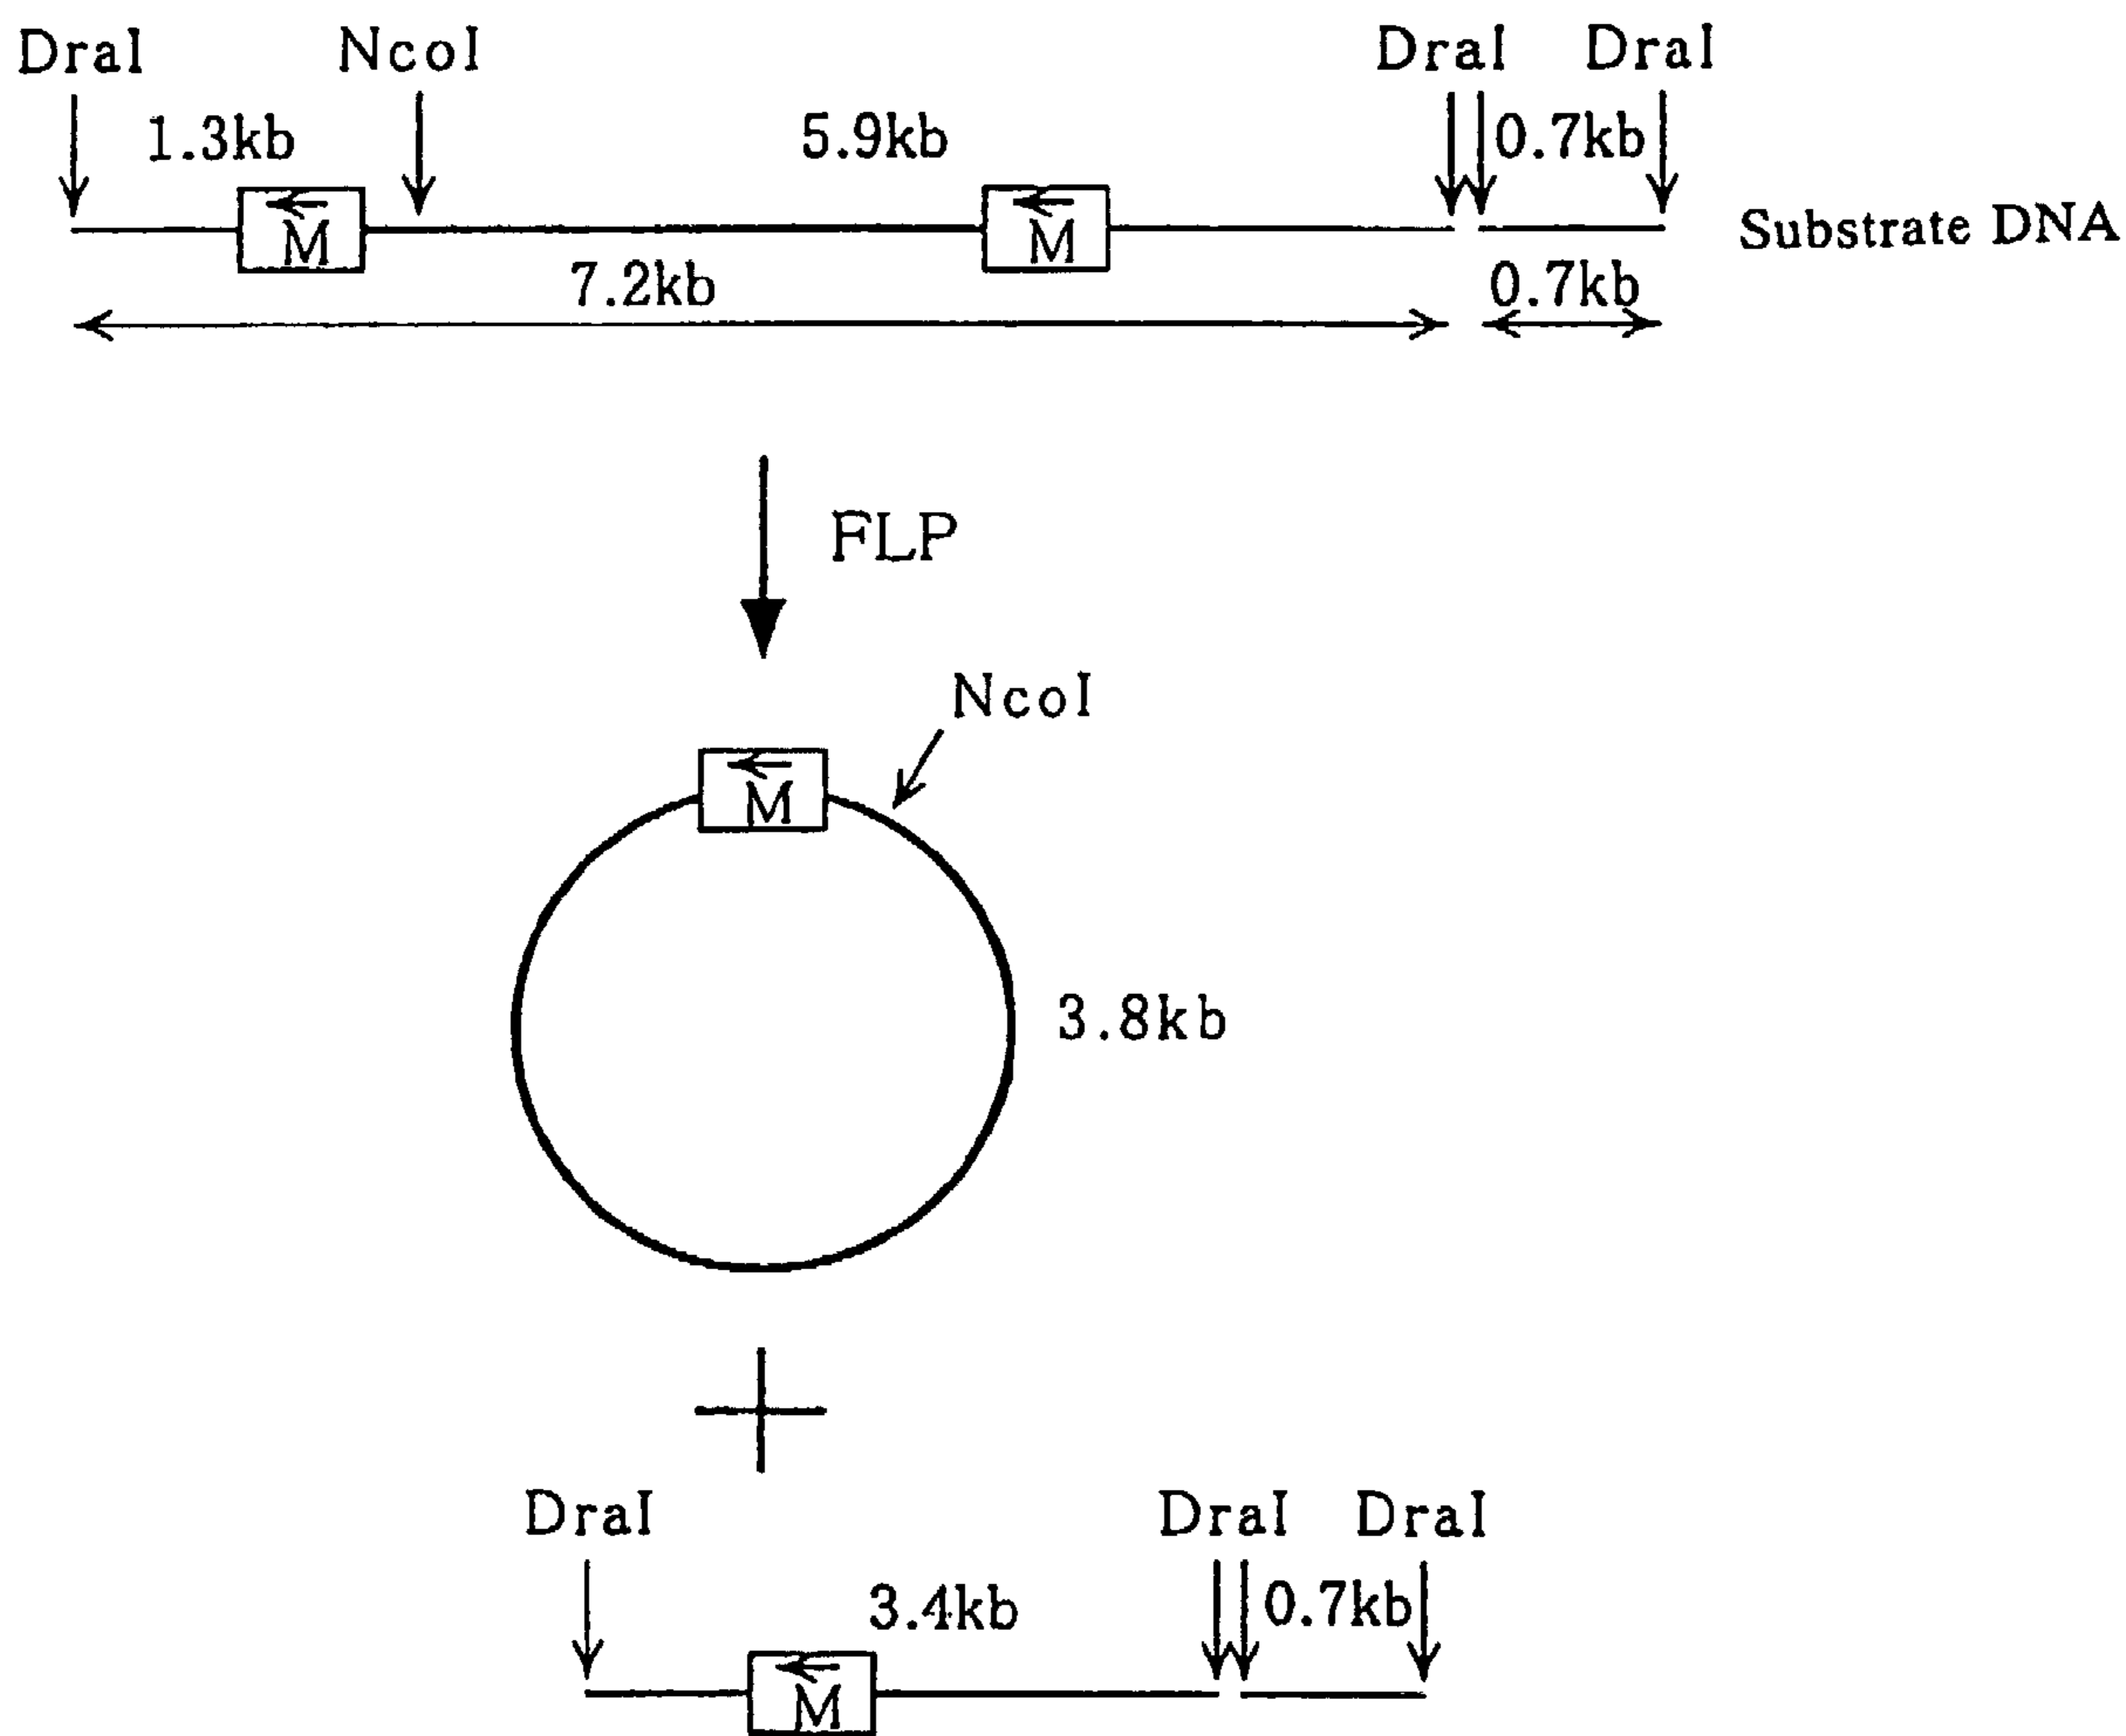 DraI NcoI DraI DraI
1.3kb 5.9kb 0.7kb
M M Substrate DNA
7.2kb 0.7kb
FLP
NcoI
M
3.8kb
DraI DraI DraI
3.4kb 0.7kb
M